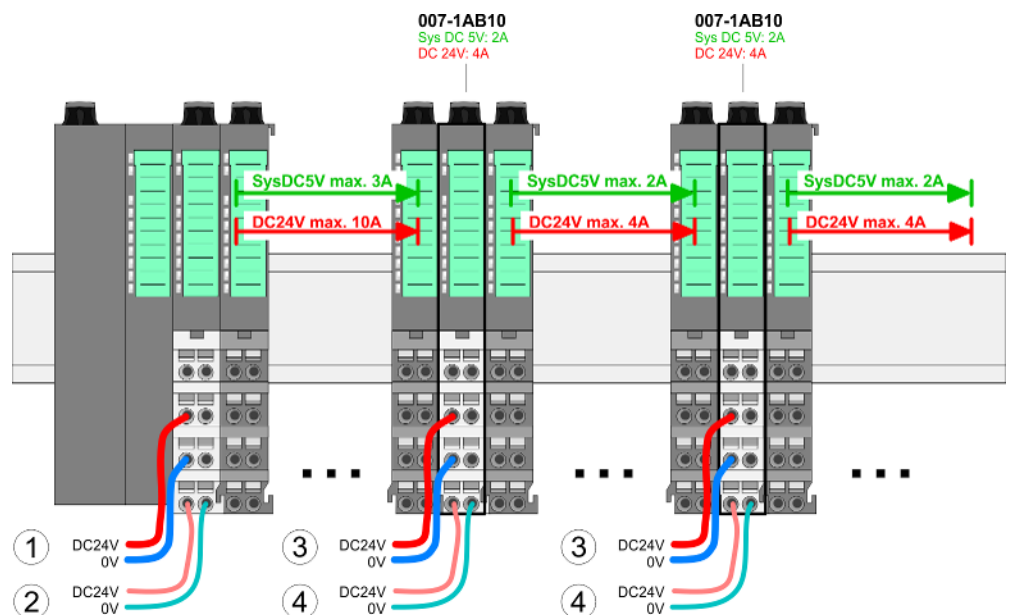 007-1AB10
Sys DC 5V: 2A
DC 24V: 4A
007-1AB10
Sys DC 5V: 2A
DC 24V: 4A
SysDC5V max. 3A
SysDC5V max. 2A
SysDC5V max. 2A
DC24V max. 10A
DC24V max. 4A
DC24V max. 4A
1
DC24V
0V
3
DC24V
0V
3
DC24V
0V
2
DC24V
0V
4
DC24V
0V
4
DC24V
0V